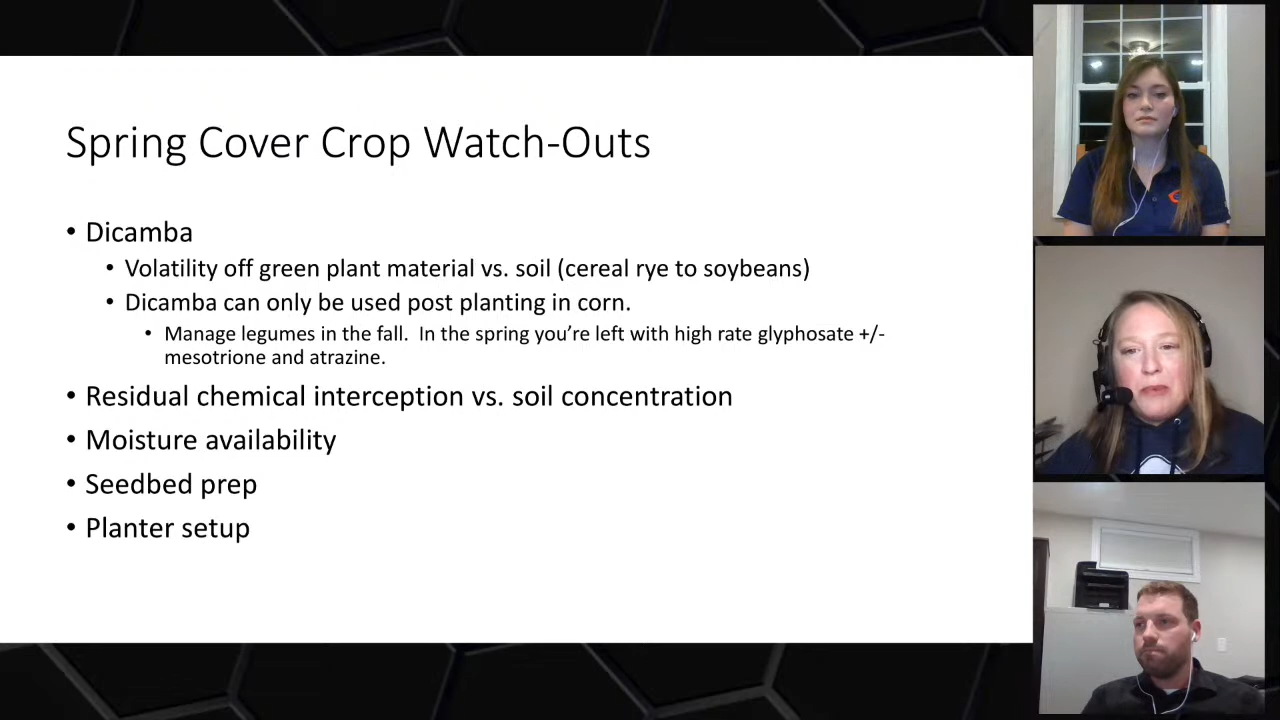 Spring Cover Crop Watch-Outs
• Dicamba
• Volatility off green plant material vs. soil (cereal rye to soybeans)
• Dicamba can only be used post planting in corn.
• Manage legumes in the fall.  In the spring you’re left with high rate glyphosate +/-
mesotrione and atrazine.
• Residual chemical interception vs. soil concentration
• Moisture availability
• Seedbed prep
• Planter setup